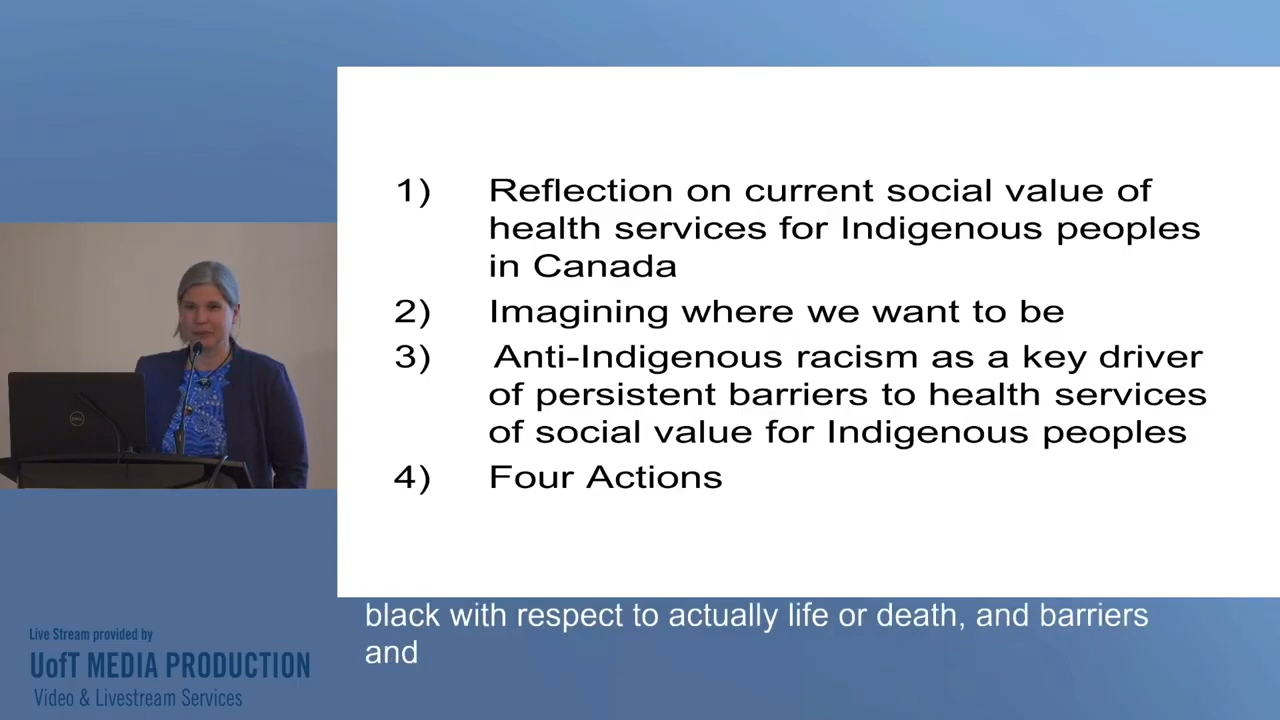 1) Reflection on current social value of
health services for Indigenous peoples
in Canada
2) Imagining where we want to be
3) Anti-Indigenous racism as a key driver
of persistent barriers to health services
of social value for Indigenous peoples
4) Four Actions
black with respect to actually life or death, and barriers
and
Live Stream provided by
UofT MEDIA PRODUCTION
Video & Livestream Services
DELL